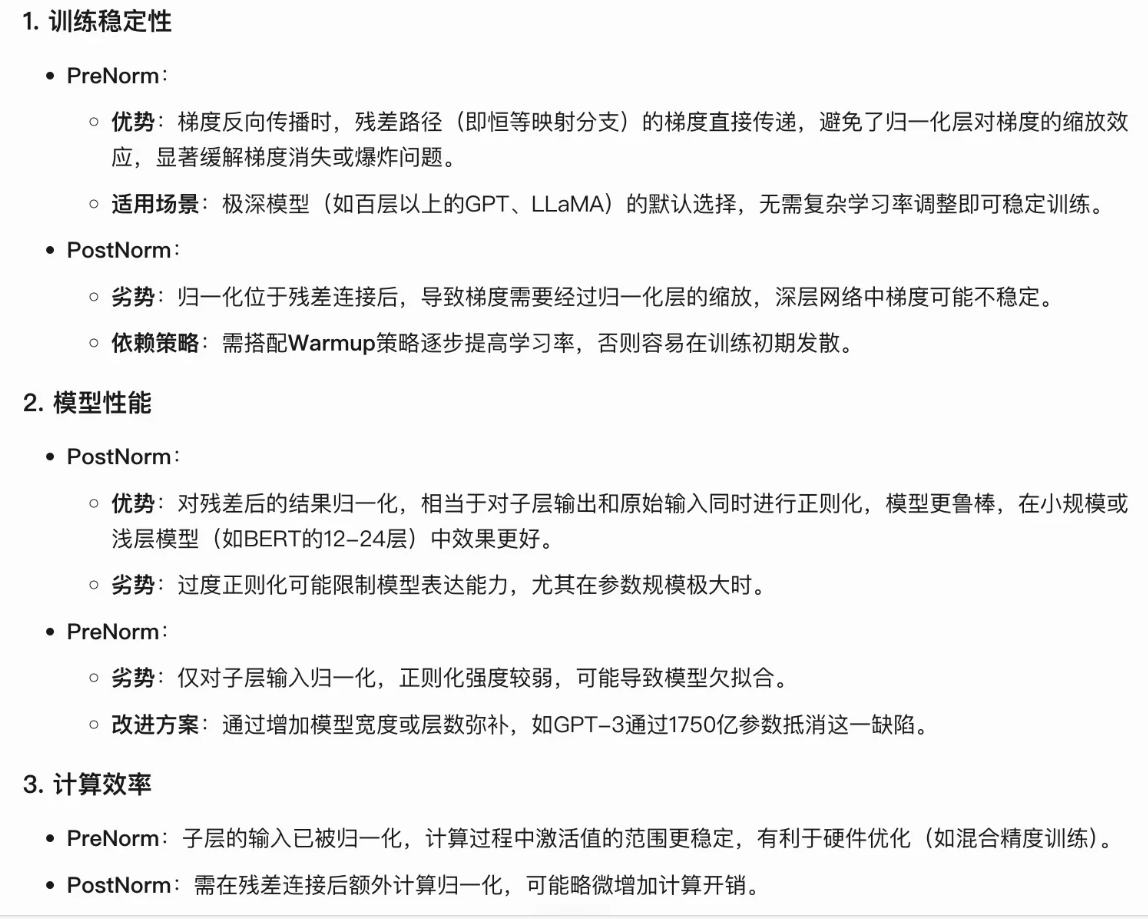 1. 训练稳定性
• PreNorm：
○ 优势：梯度反向传播时，残差路径（即恒等映射分支）的梯度直接传递，避免了归一化层对梯度的缩放效
应，显著缓解梯度消失或爆炸问题。
○ 适用场景：极深模型（如百层以上的GPT、LLaMA）的默认选择，无需复杂学习率调整即可稳定训练。
• PostNorm：
○ 劣势：归一化位于残差连接后，导致梯度需要经过归一化层的缩放，深层网络中梯度可能不稳定。
○ 依赖策略：需搭配Warmup策略逐步提高学习率，否则容易在训练初期发散。
2. 模型性能
• PostNorm：
○ 优势：对残差后的结果归一化，相当于对子层输出和原始输入同时进行正则化，模型更鲁棒，在小规模或
浅层模型（如BERT的12–24层）中效果更好。
○ 劣势：过度正则化可能限制模型表达能力，尤其在参数规模极大时。
• PreNorm：
○ 劣势：仅对子层输入归一化，正则化强度较弱，可能导致模型欠拟合。
○ 改进方案：通过增加模型宽度或层数弥补，如GPT–3通过1750亿参数抵消这一缺陷。
3. 计算效率
• PreNorm：子层的输入已被归一化，计算过程中激活值的范围更稳定，有利于硬件优化（如混合精度训练）。
• PostNorm：需在残差连接后额外计算归一化，可能略微增加计算开销。